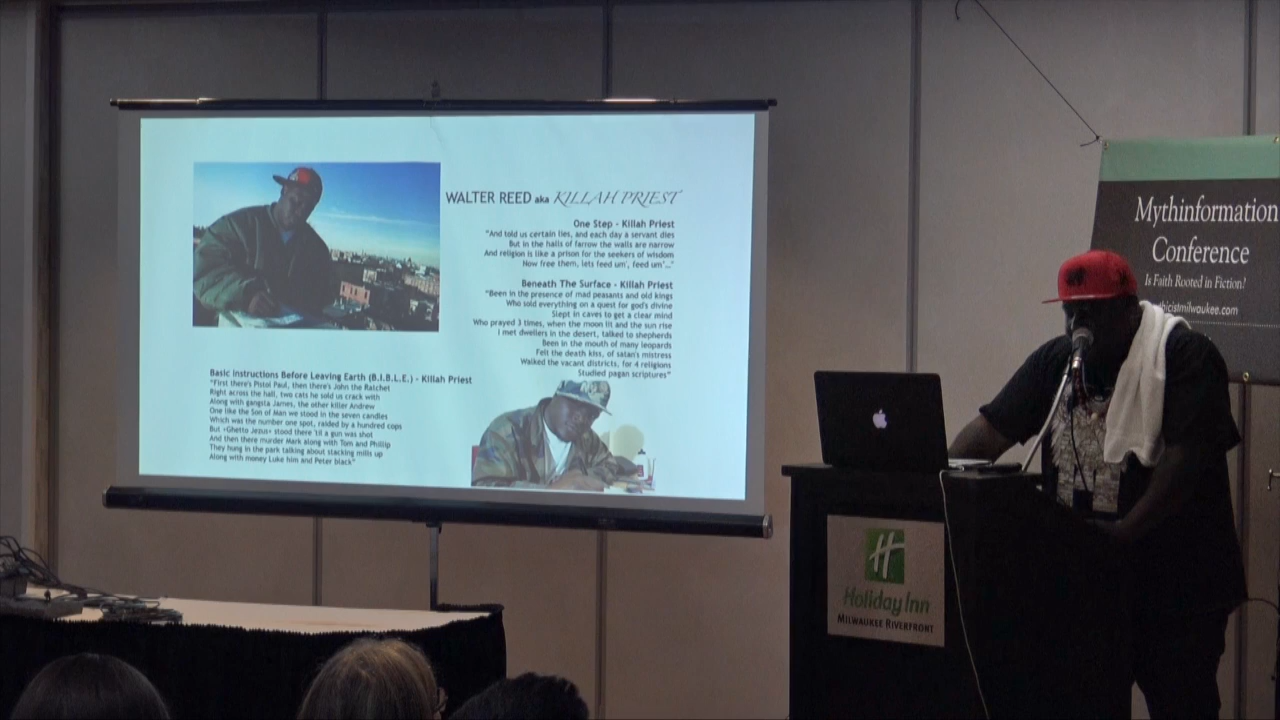 WALTER REED aka KILLAH PRIEST
One Step - Killah Priest
"And told us certain lies, and each day a servant dies
But in the halls of farrow the walls are narrow
And religion is like a prison for the seekers of wisdom
Now free them, lets feed um', feed um'..."
Beneath The Surface - Killah Priest
"Been in the presence of mad peasants and old kings
Who sold everything on a quest for god's divine
Slept in caves to get a clear mind
Who prayed 3 times, when the moon lit and the sun rise
I met dwellers in the desert, talked to shepherds
Been in the mouth of many leopards
Felt the death kiss, of satan's mistress
Walked the vacant districts, for 4 religions
Studied pagan scriptures"
Basic Instructions Before Leaving Earth (B.I.B.L.E.) - Killah Priest
"First there's Pistol Paul, then there's John the Ratchet
Right across the hall, two cats he sold us crack with
Along with gangsta James, the other killer Andrew
One like the Son of Man we stood in the seven candles
Which was the number one spot, raided by a hundred cops
But «Ghetto Jesus» stood there 'til a gun was shot
And then there murder Mark along with Tom and Phillip
They hung in the park talking about stacking mills up
Along with money Luke him and Peter black"
Mythinformation
Conference
Is Faith Rooted in Fiction?
thicistmilwaukee.com
H
Holiday Inn
MILWAUKEE RIVERFRONT